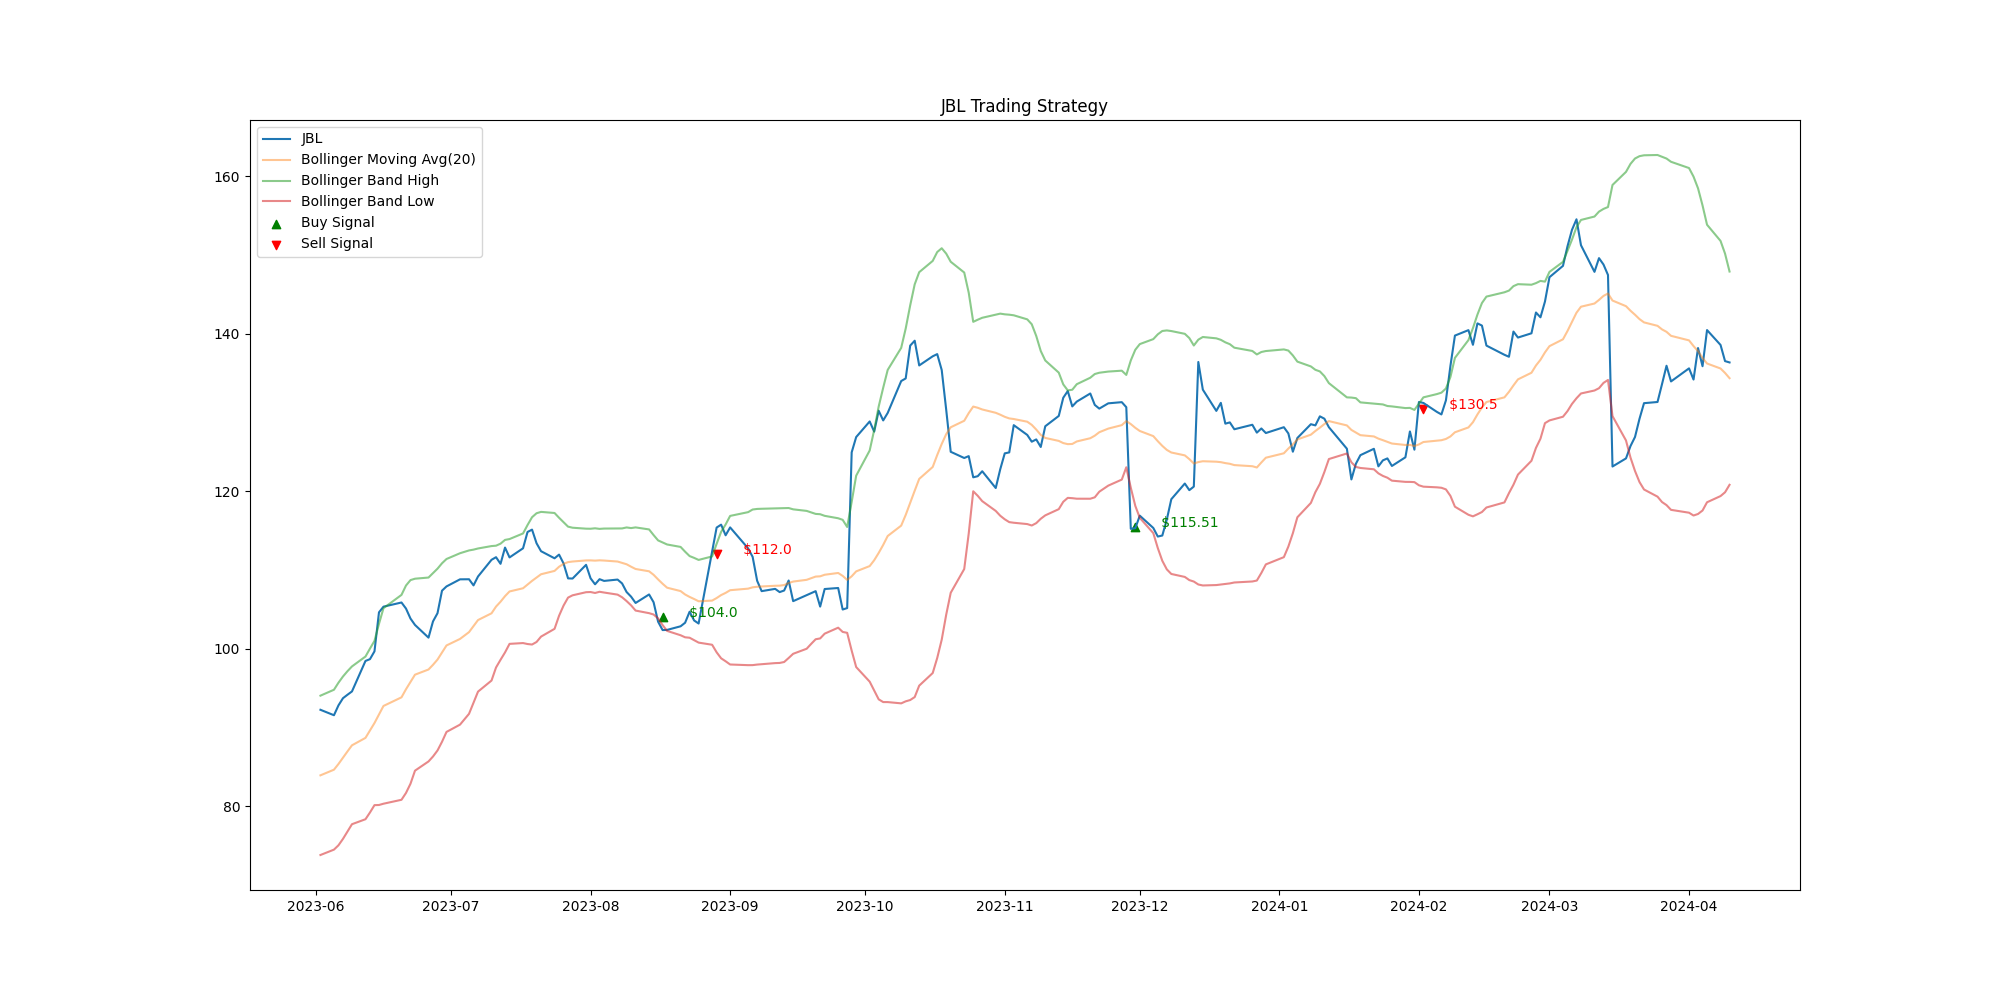 JBL Trading Strategy
JBL
Bollinger Moving Avg(20)
Bollinger Band High
Bollinger Band Low
Buy Signal
Sell Signal
160
140
120
100
80
$130.5
$112.0
$115.51
$104.0
2023-06 2023-07 2023-08 2023-09 2023-10 2023-11 2023-12 2024-01 2024-02 2024-03 2024-04